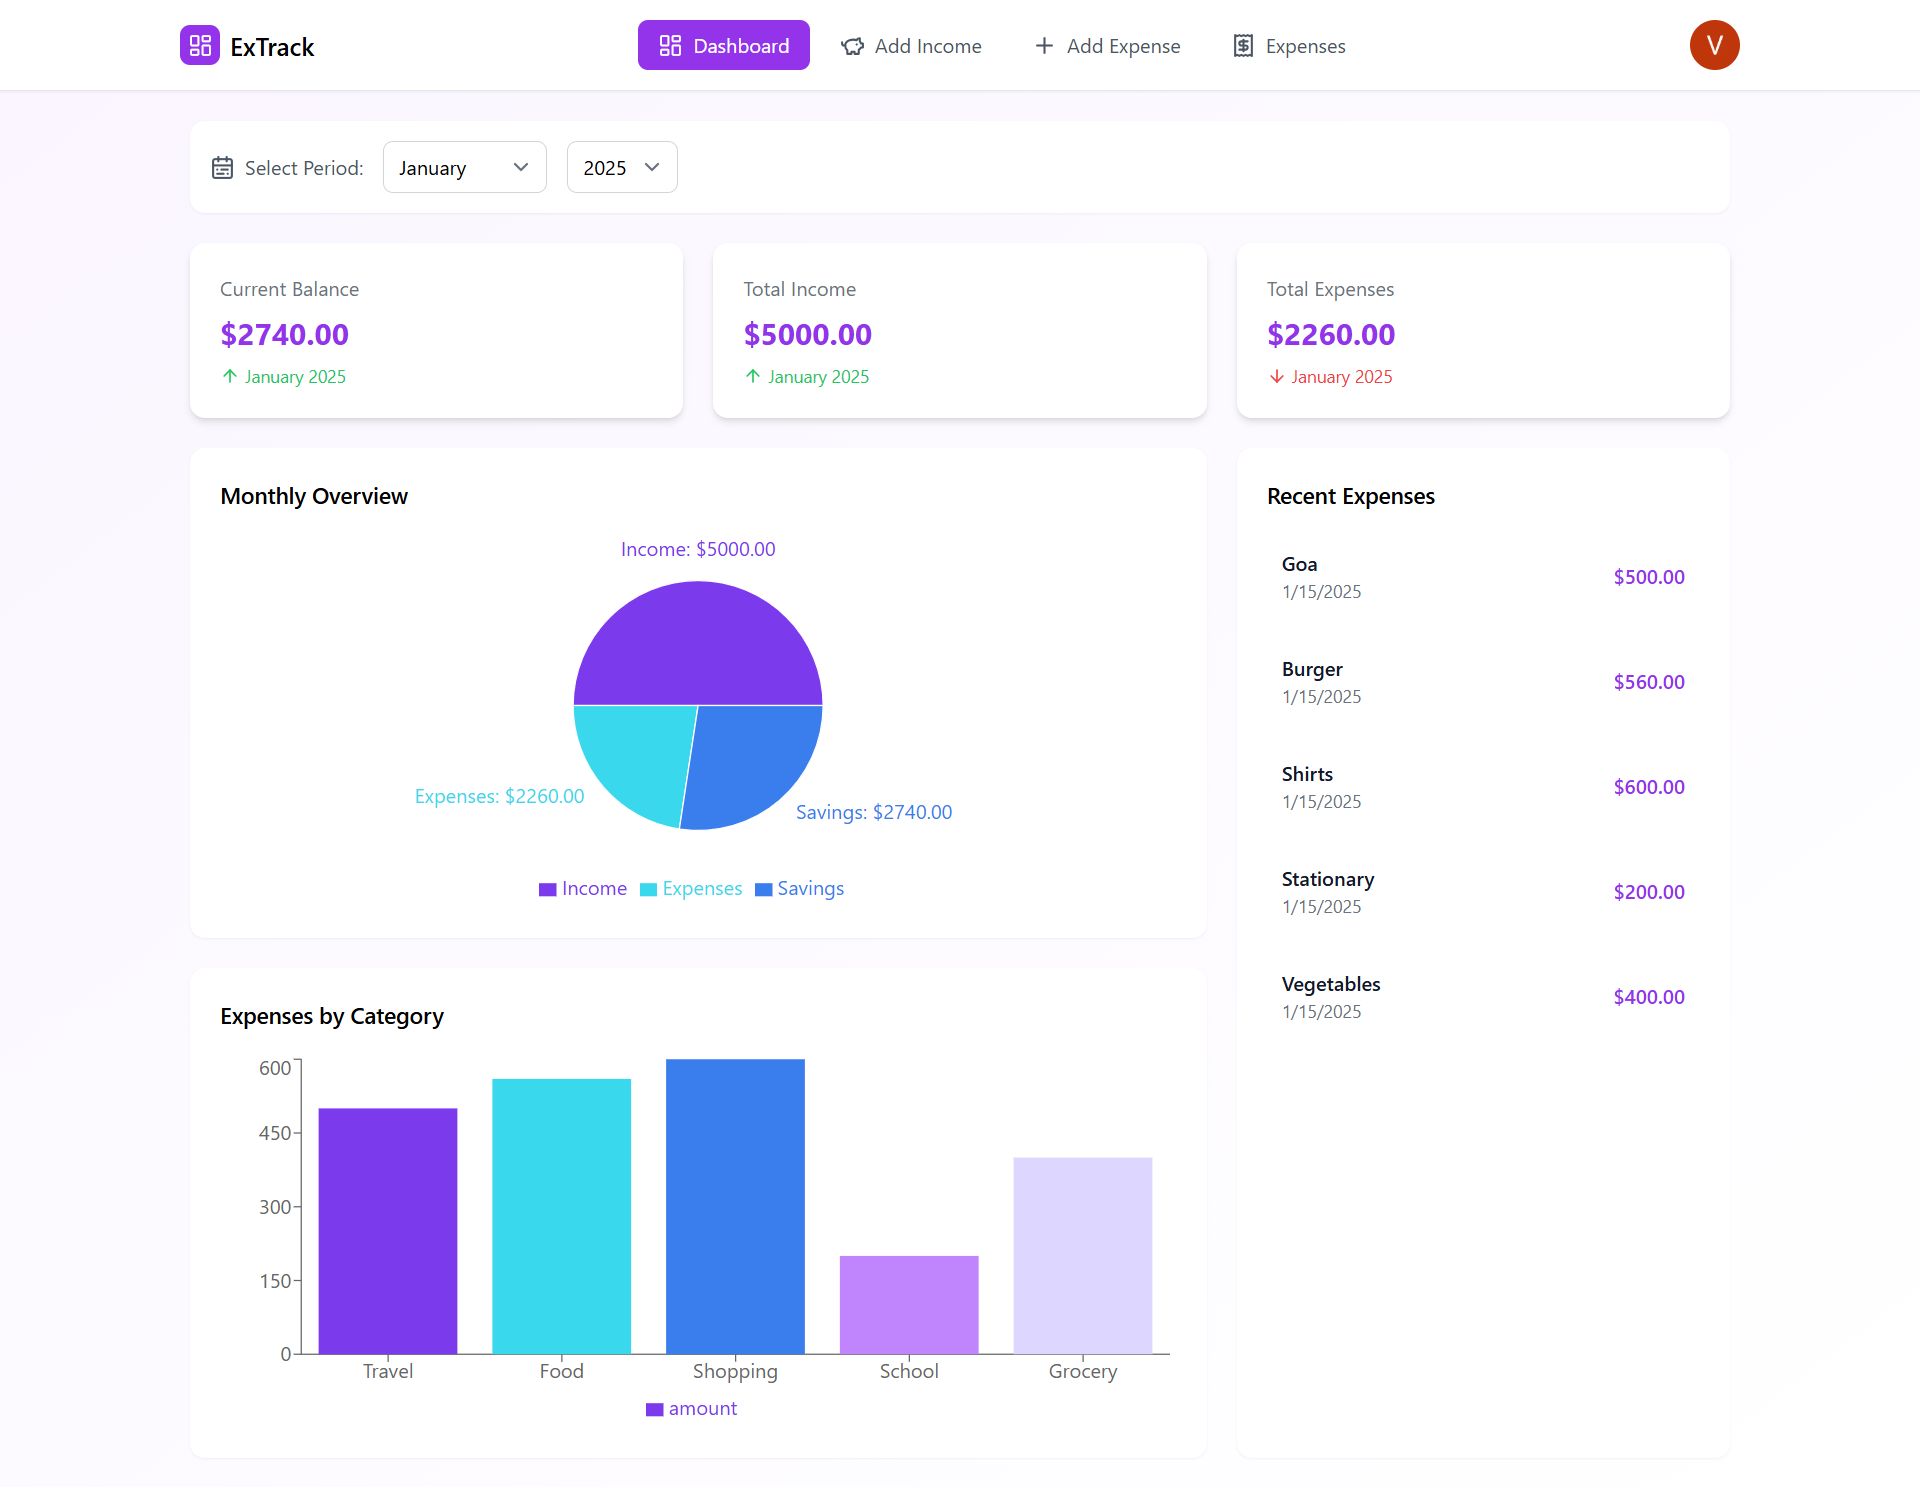 ExTrack
Dashboard
Add Income
Add Expense
Expenses
V
Select Period:
January
2025
Current Balance
$2740.00
January 2025
Total Income
$5000.00
January 2025
Total Expenses
$2260.00
January 2025
Monthly Overview
Income: $5000.00
Expenses: $2260.00
Savings: $2740.00
Income
Expenses
Savings
Recent Expenses
Goa
1/15/2025
$500.00
Burger
1/15/2025
$560.00
Shirts
1/15/2025
$600.00
Stationary
1/15/2025
$200.00
Vegetables
1/15/2025
$400.00
Expenses by Category
600
450
300
150
0
Travel
Food
Shopping
School
Grocery
amount